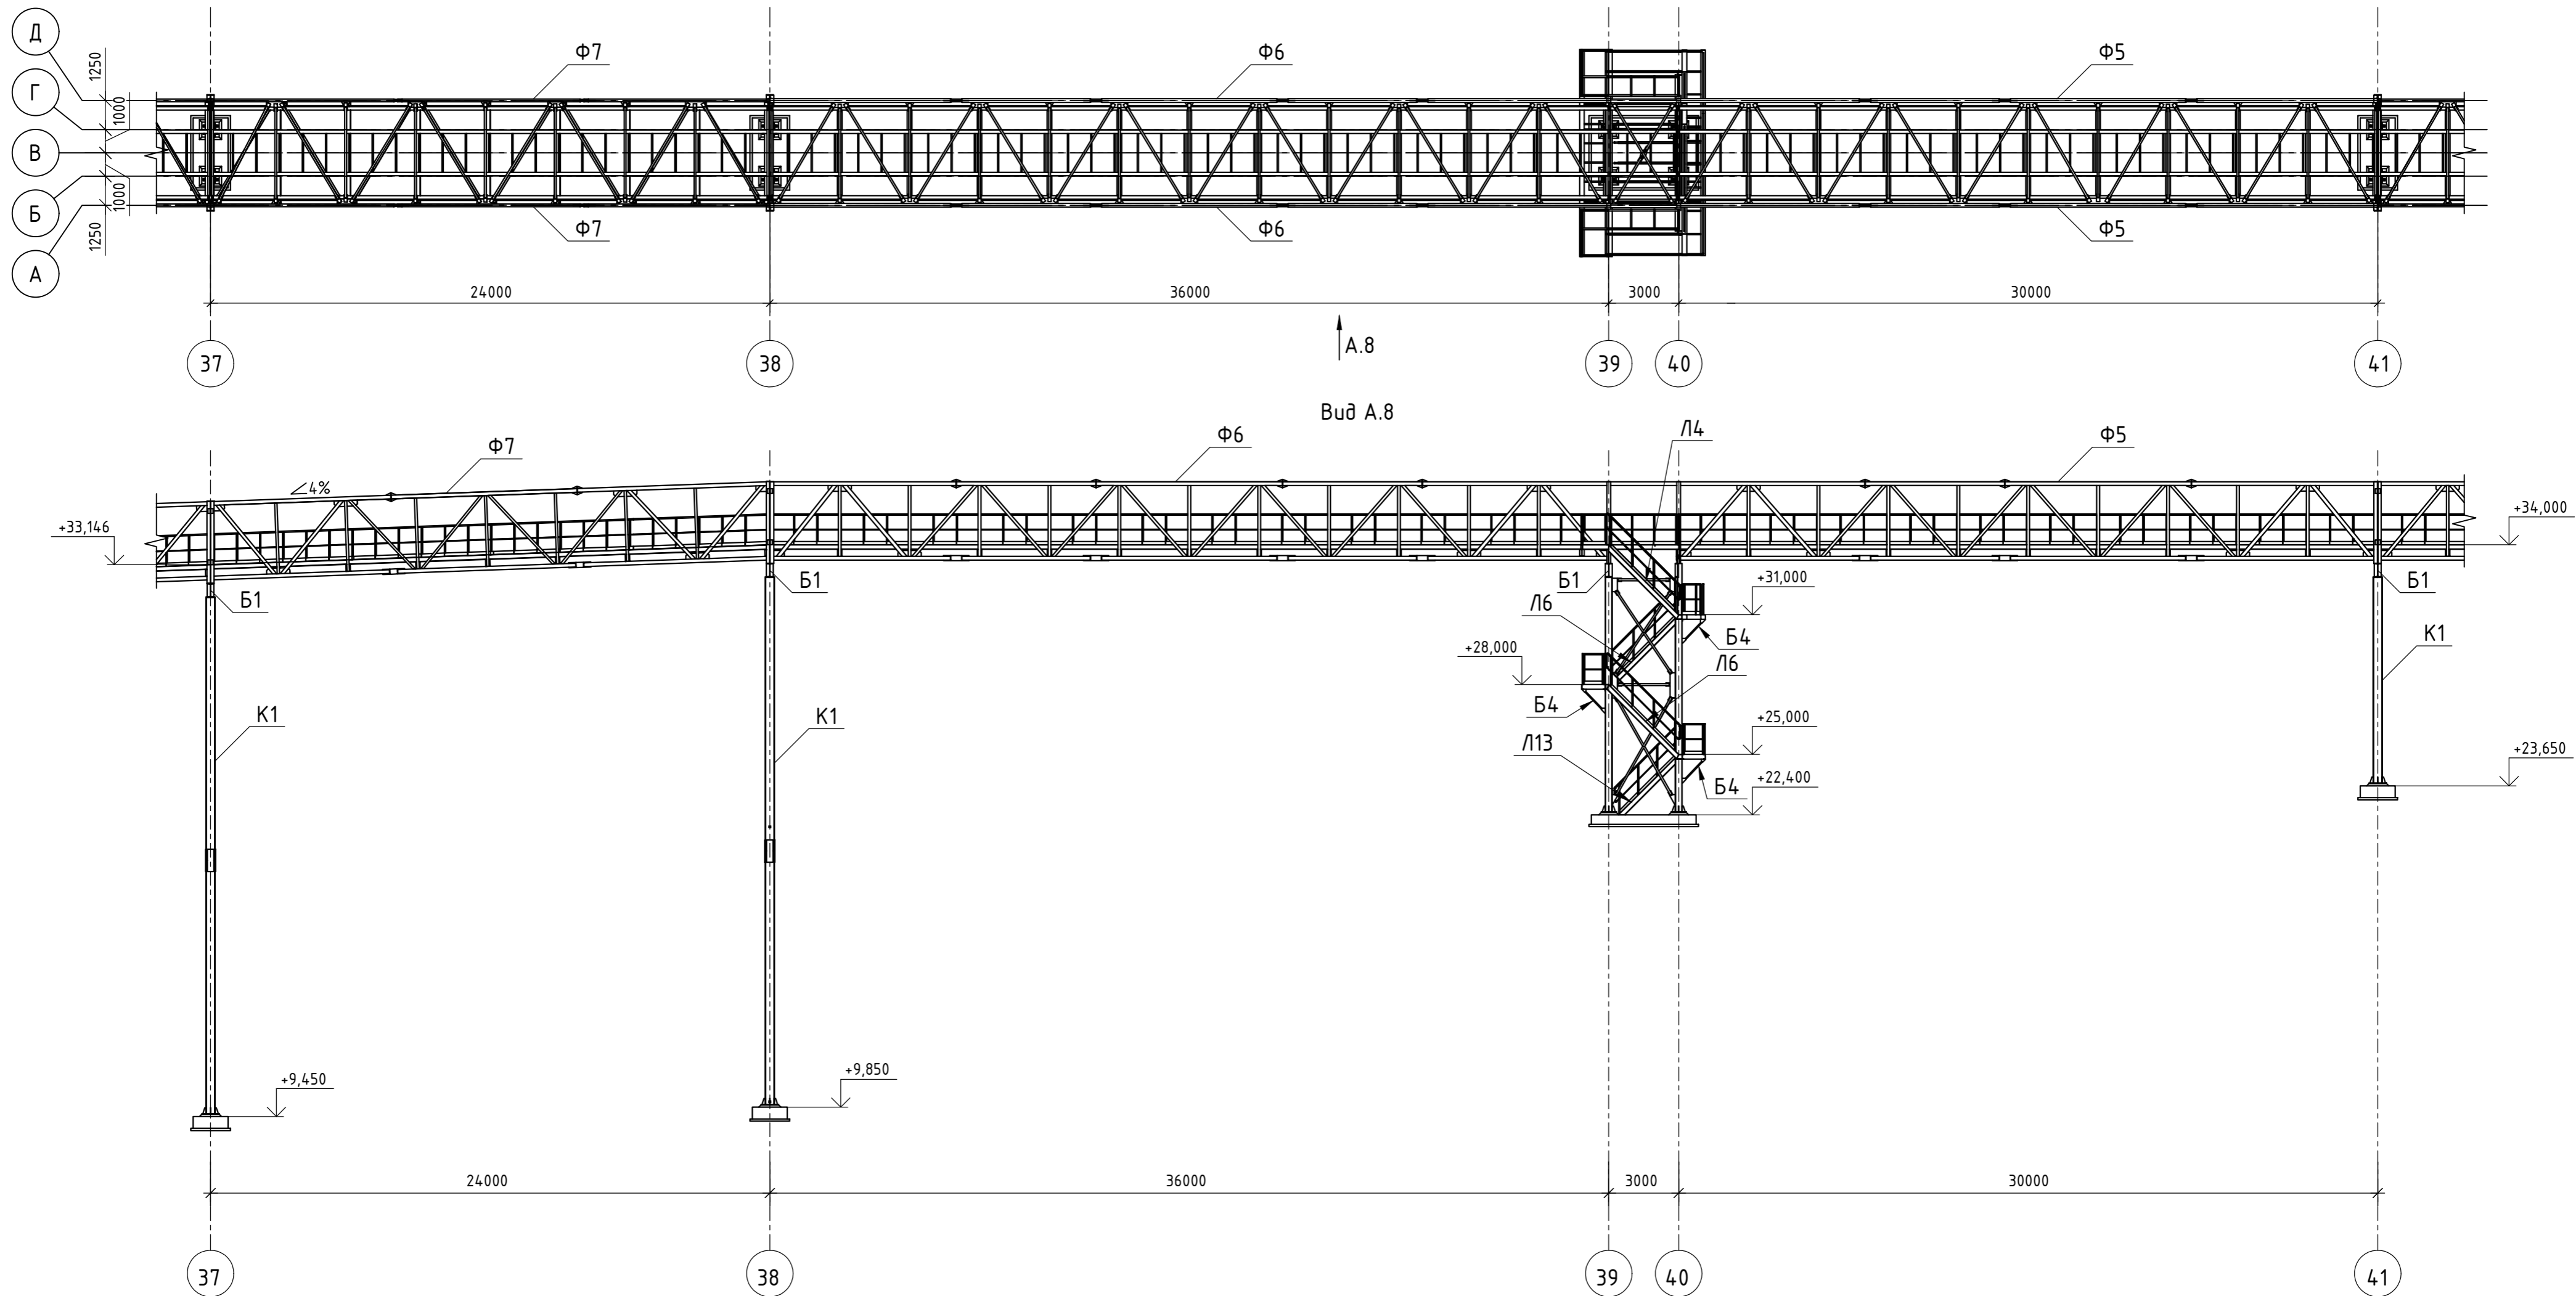 Д
Г
В
Б
А
1250
1000
1000
1250
Ф7
Ф6
Ф5
Ф7
Ф6
Ф5
24000
36000
3000
30000
37
38
39
40
41
А.8
Вид А.8
Ф7
Ф6
Л4
Ф5
∠4%
+33,146
+34,000
Б1
Б1
Б1
Б1
+31,000
Л6
Б4
К1
+28,000
Л6
К1
К1
Б4
+25,000
Л13
+23,650
Б4
+22,400
+9,450
+9,850
24000
36000
3000
30000
37
38
39
40
41